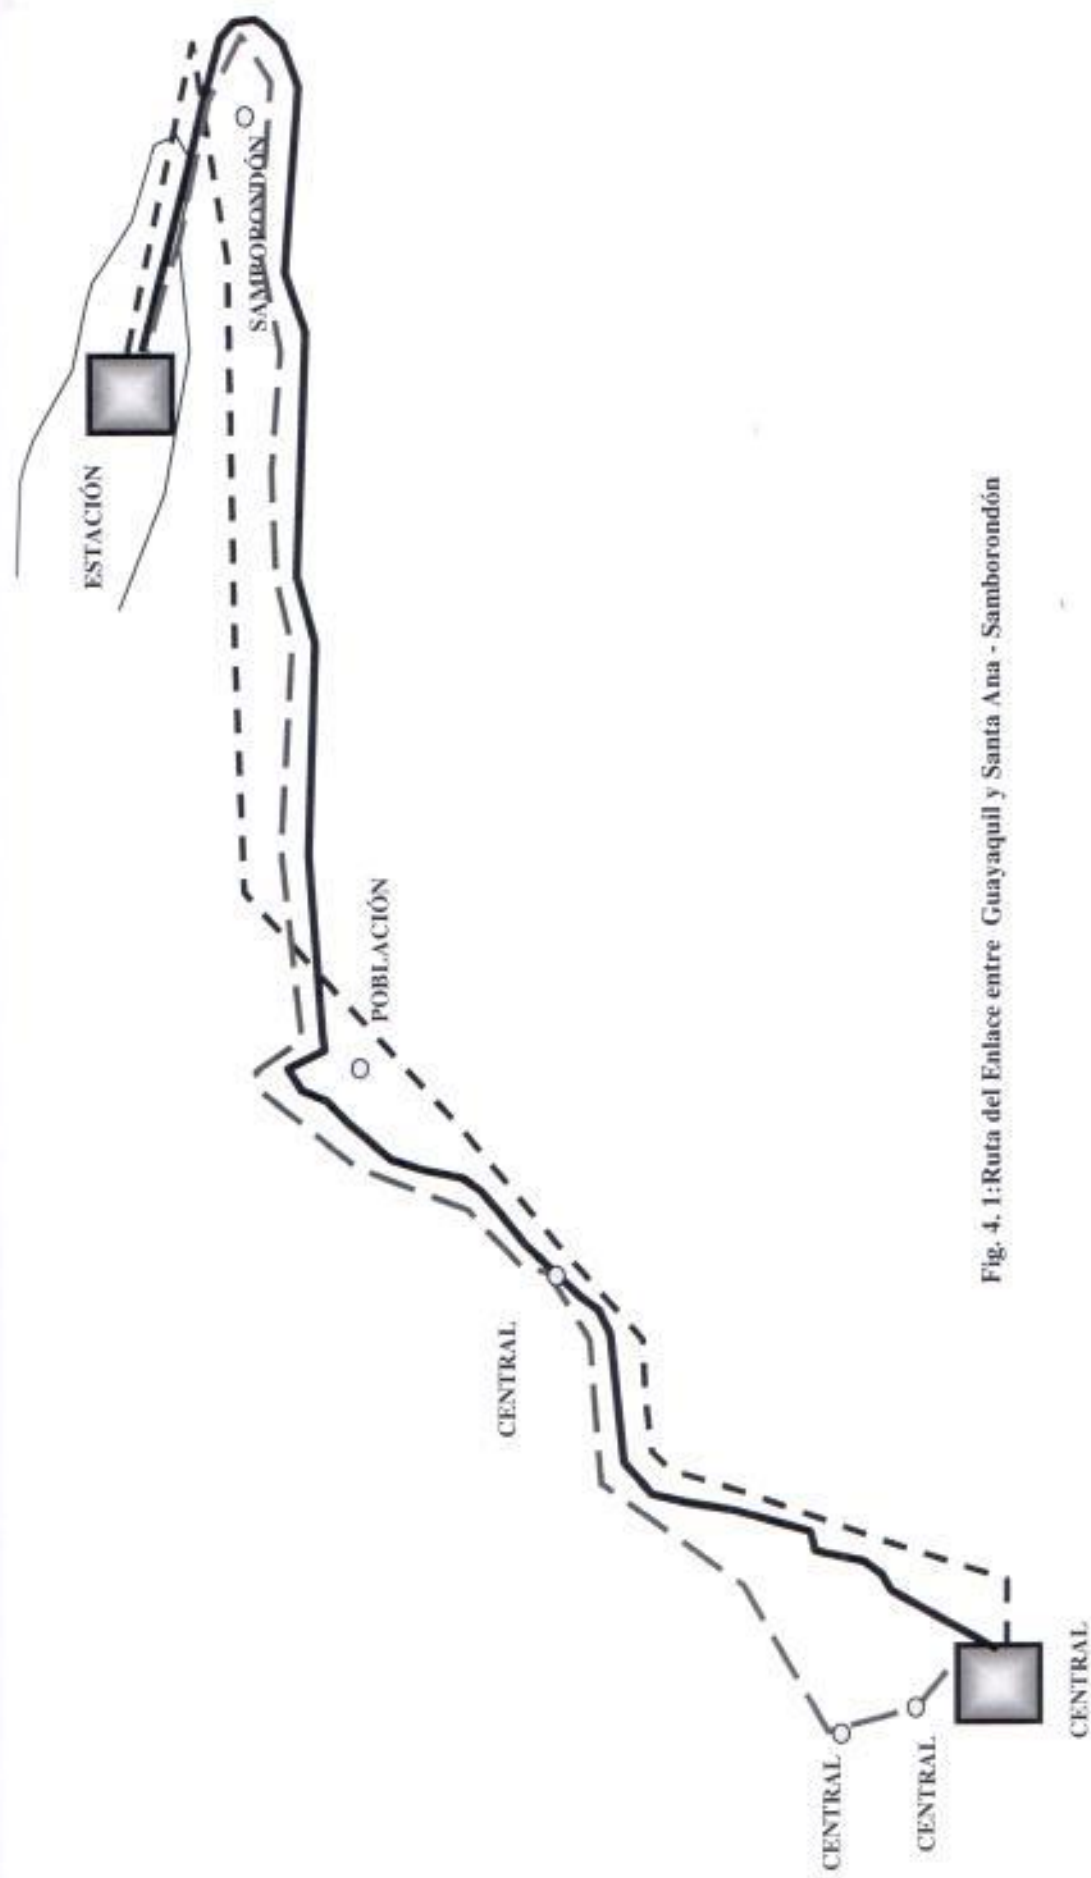 ESTACIÓN
SAMBORONDÓN
POBLACIÓN
CENTRAL
CENTRAL
CENTRAL
CENTRAL
Fig. 4. 1:Ruta del Enlace entre Guayaquil y Santa Ana - Samborondón